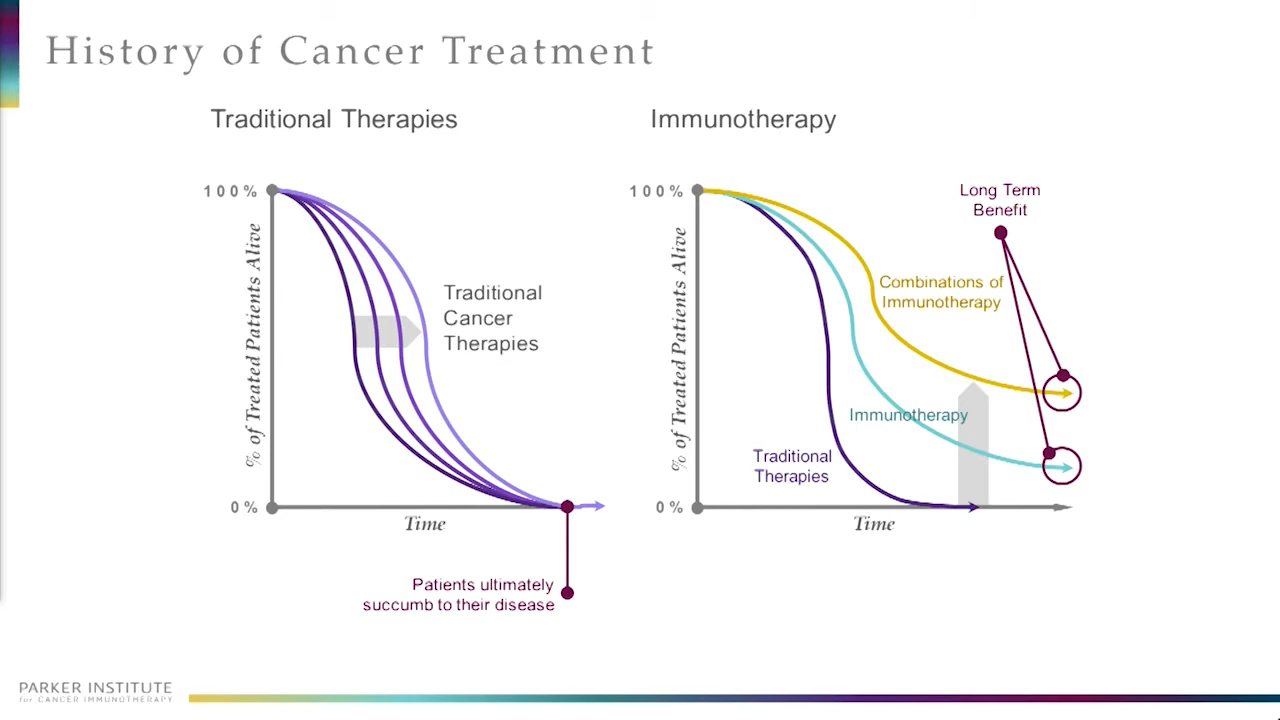 History of Cancer Treatment
Traditional Therapies
100%
% of Treated Patients Alive
Traditional
Cancer
Therapies
0%
Time
Patients ultimately
succumb to their disease
Immunotherapy
100%
% of Treated Patients Alive
Long Term
Benefit
Combinations of
Immunotherapy
Immunotherapy
Traditional
Therapies
0%
Time
PARKER INSTITUTE
for CANCER IMMUNOTHERAPY